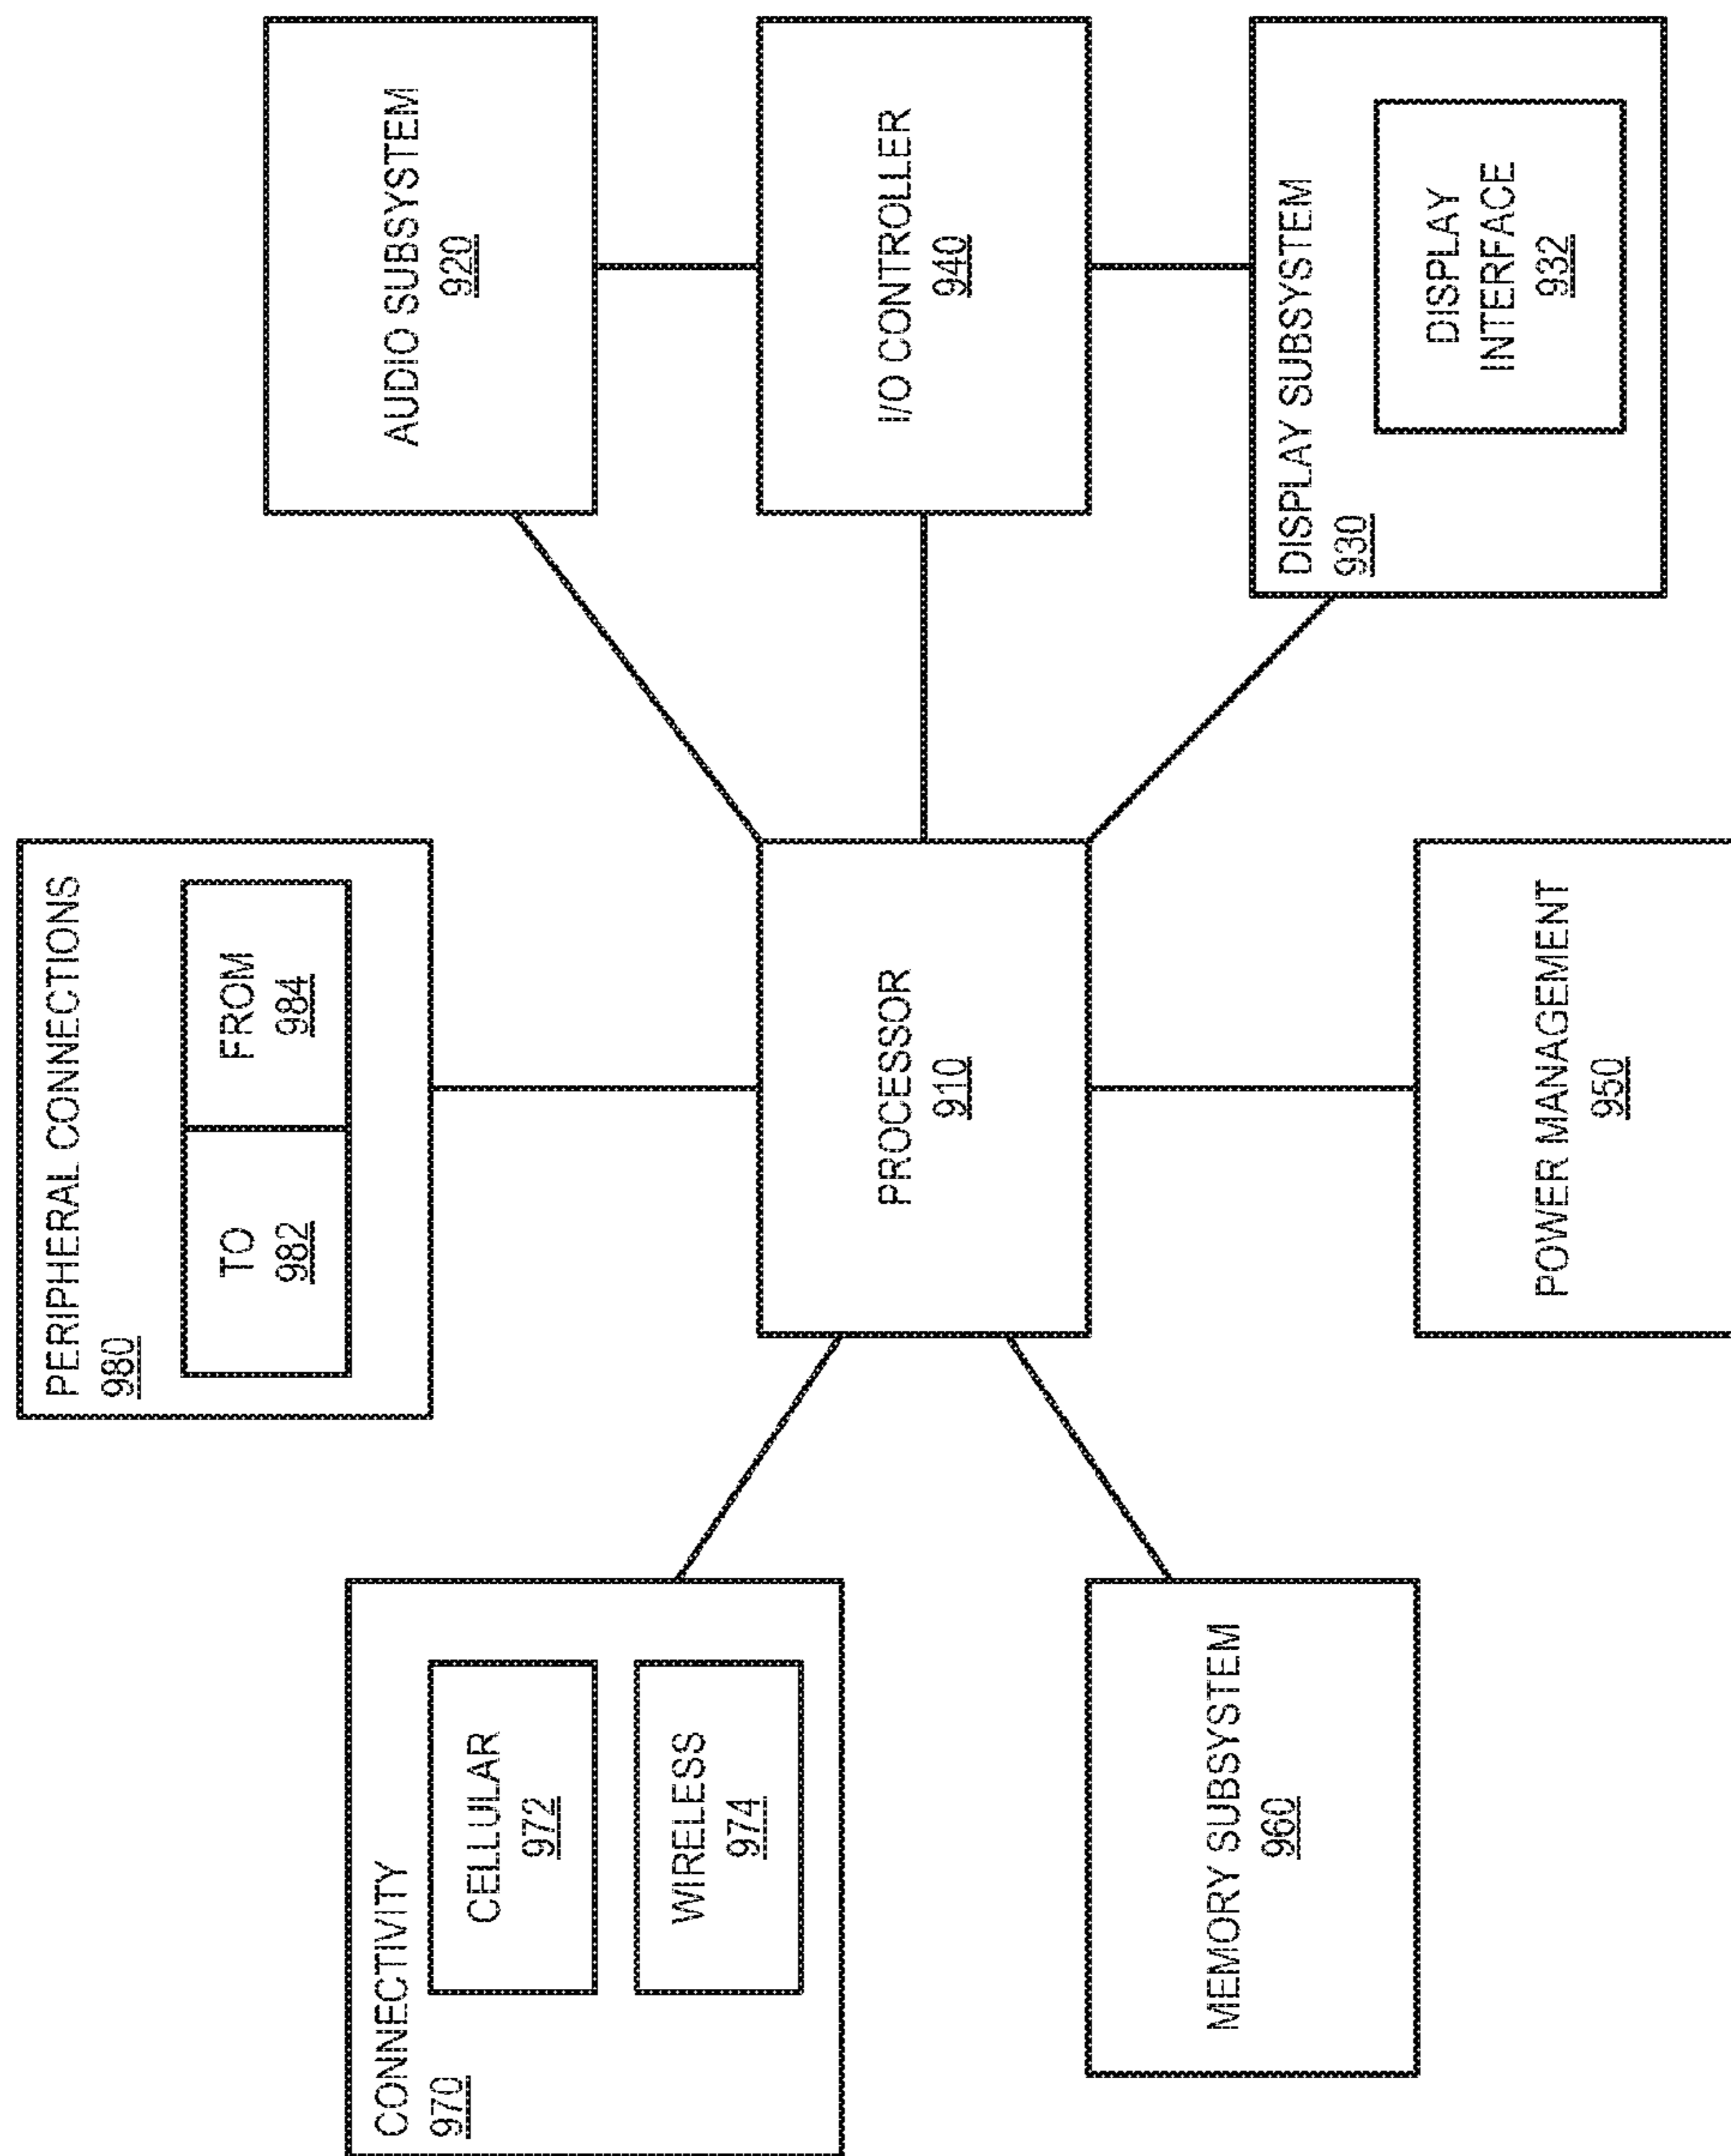 PERIPHERAL CONNECTIONS
980
TO
982
FROM
984
AUDIO SUBSYSTEM
920
CONNECTIVITY
970
CELLULAR
972
WIRELESS
974
PROCESSOR
910
I/O CONTROLLER
940
MEMORY SUBSYSTEM
960
DISPLAY SUBSYSTEM
930
DISPLAY
INTERFACE
932
POWER MANAGEMENT
950